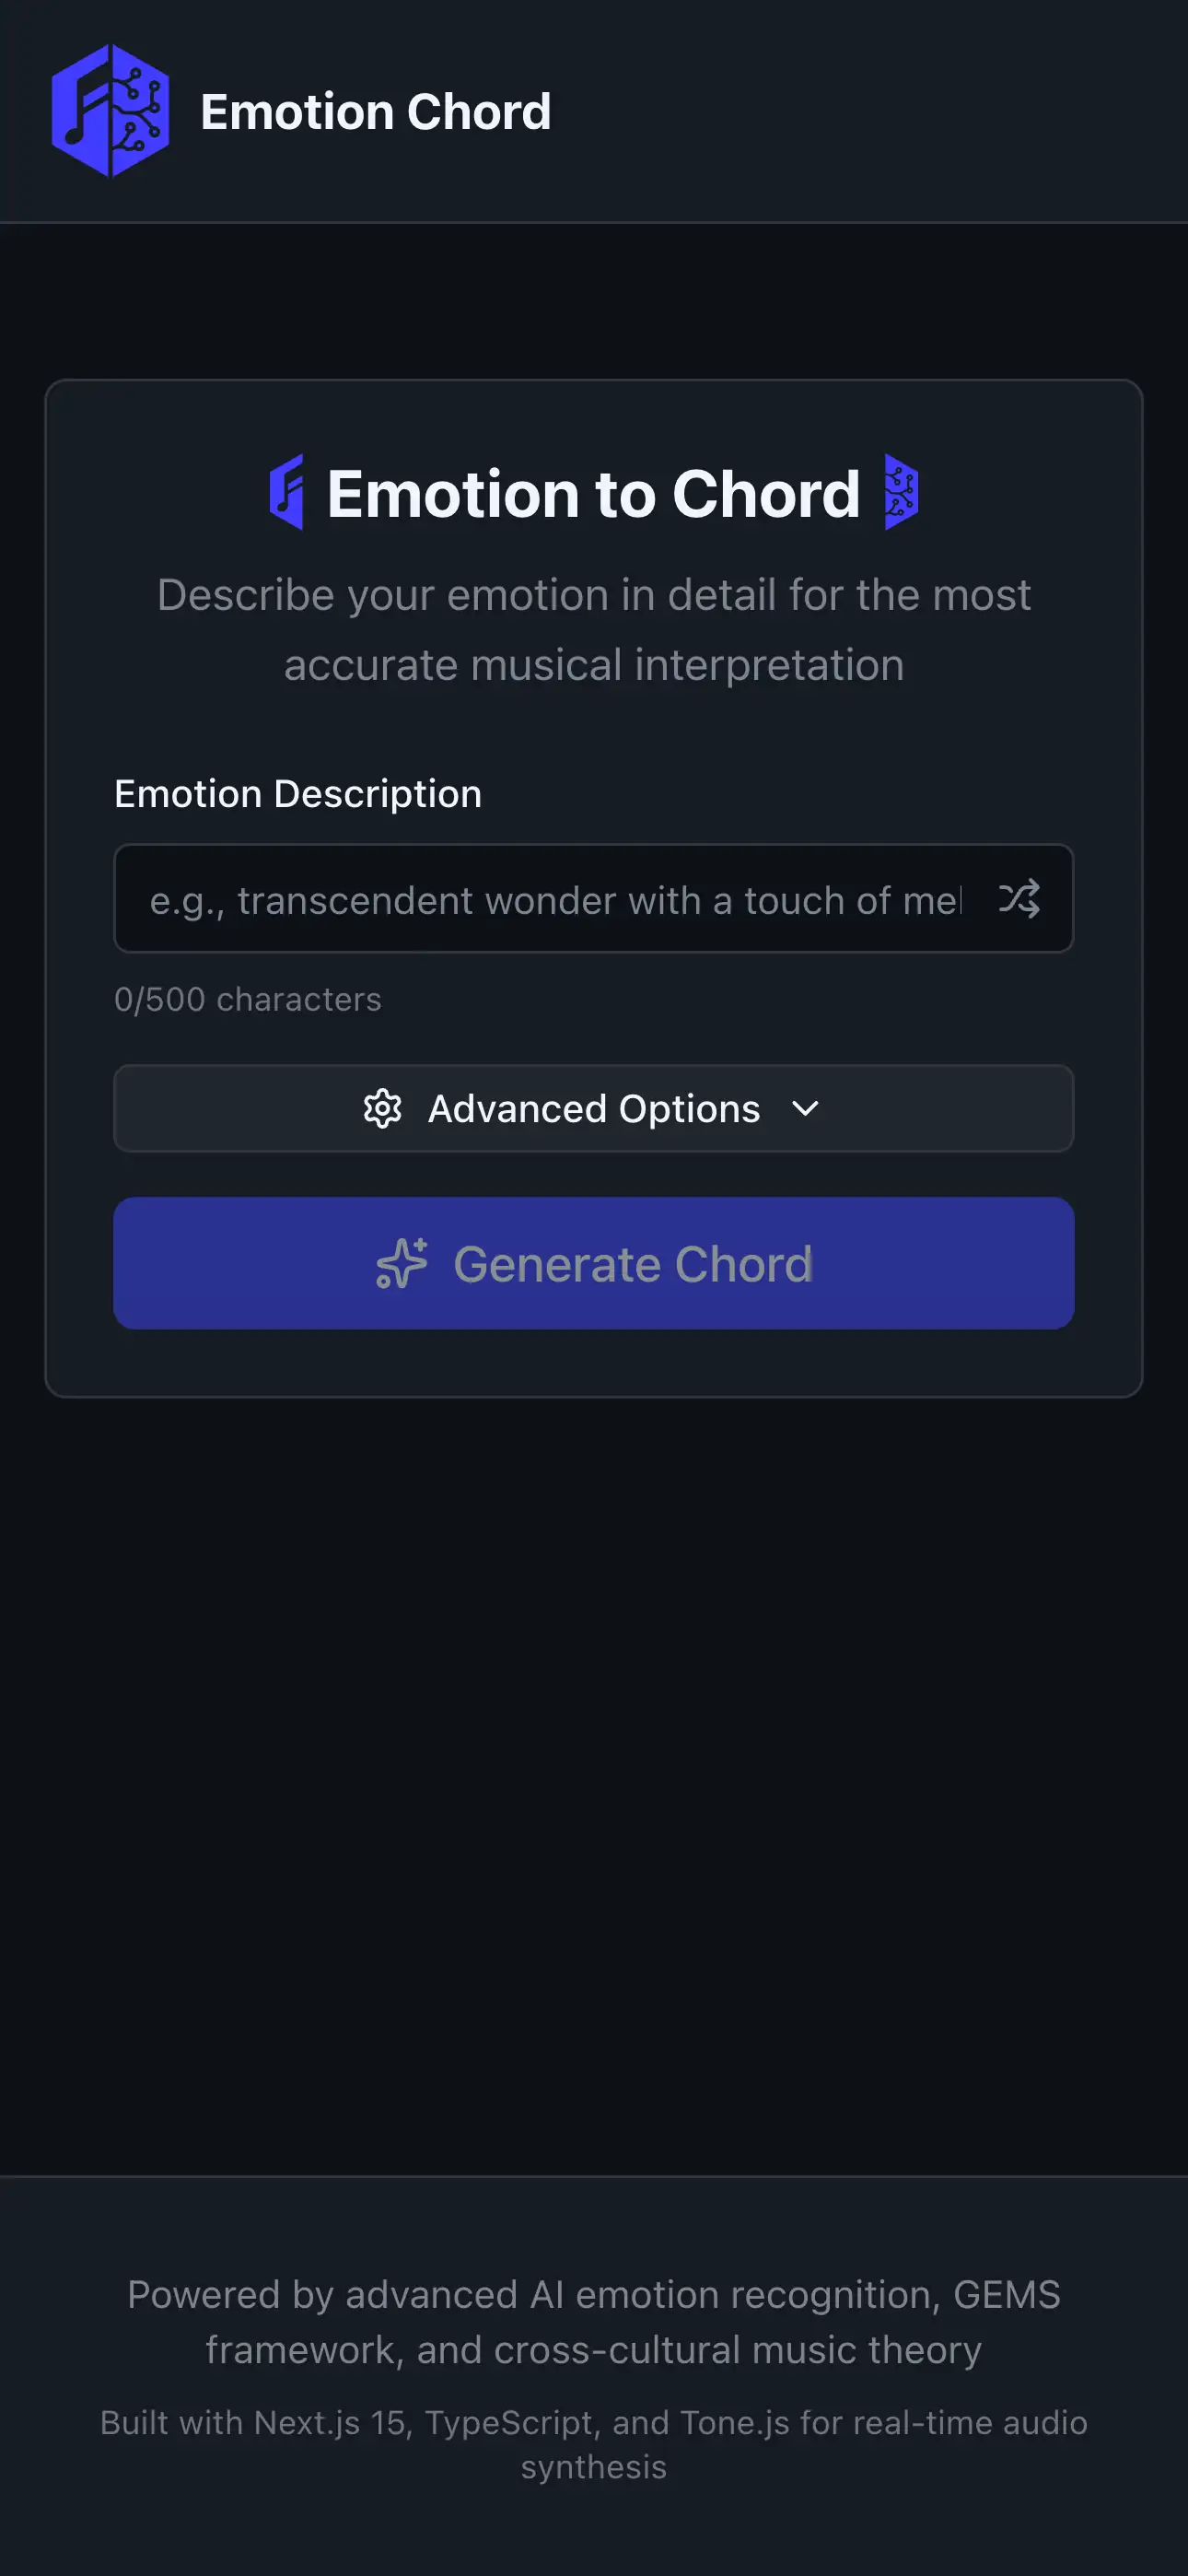 Emotion Chord
Emotion to Chord
Describe your emotion in detail for the most
accurate musical interpretation
Emotion Description
e.g., transcendent wonder with a touch of mel
0/500 characters
Advanced Options
Generate Chord
Powered by advanced AI emotion recognition, GEMS
framework, and cross-cultural music theory
Built with Next.js 15, TypeScript, and Tone.js for real-time audio
synthesis